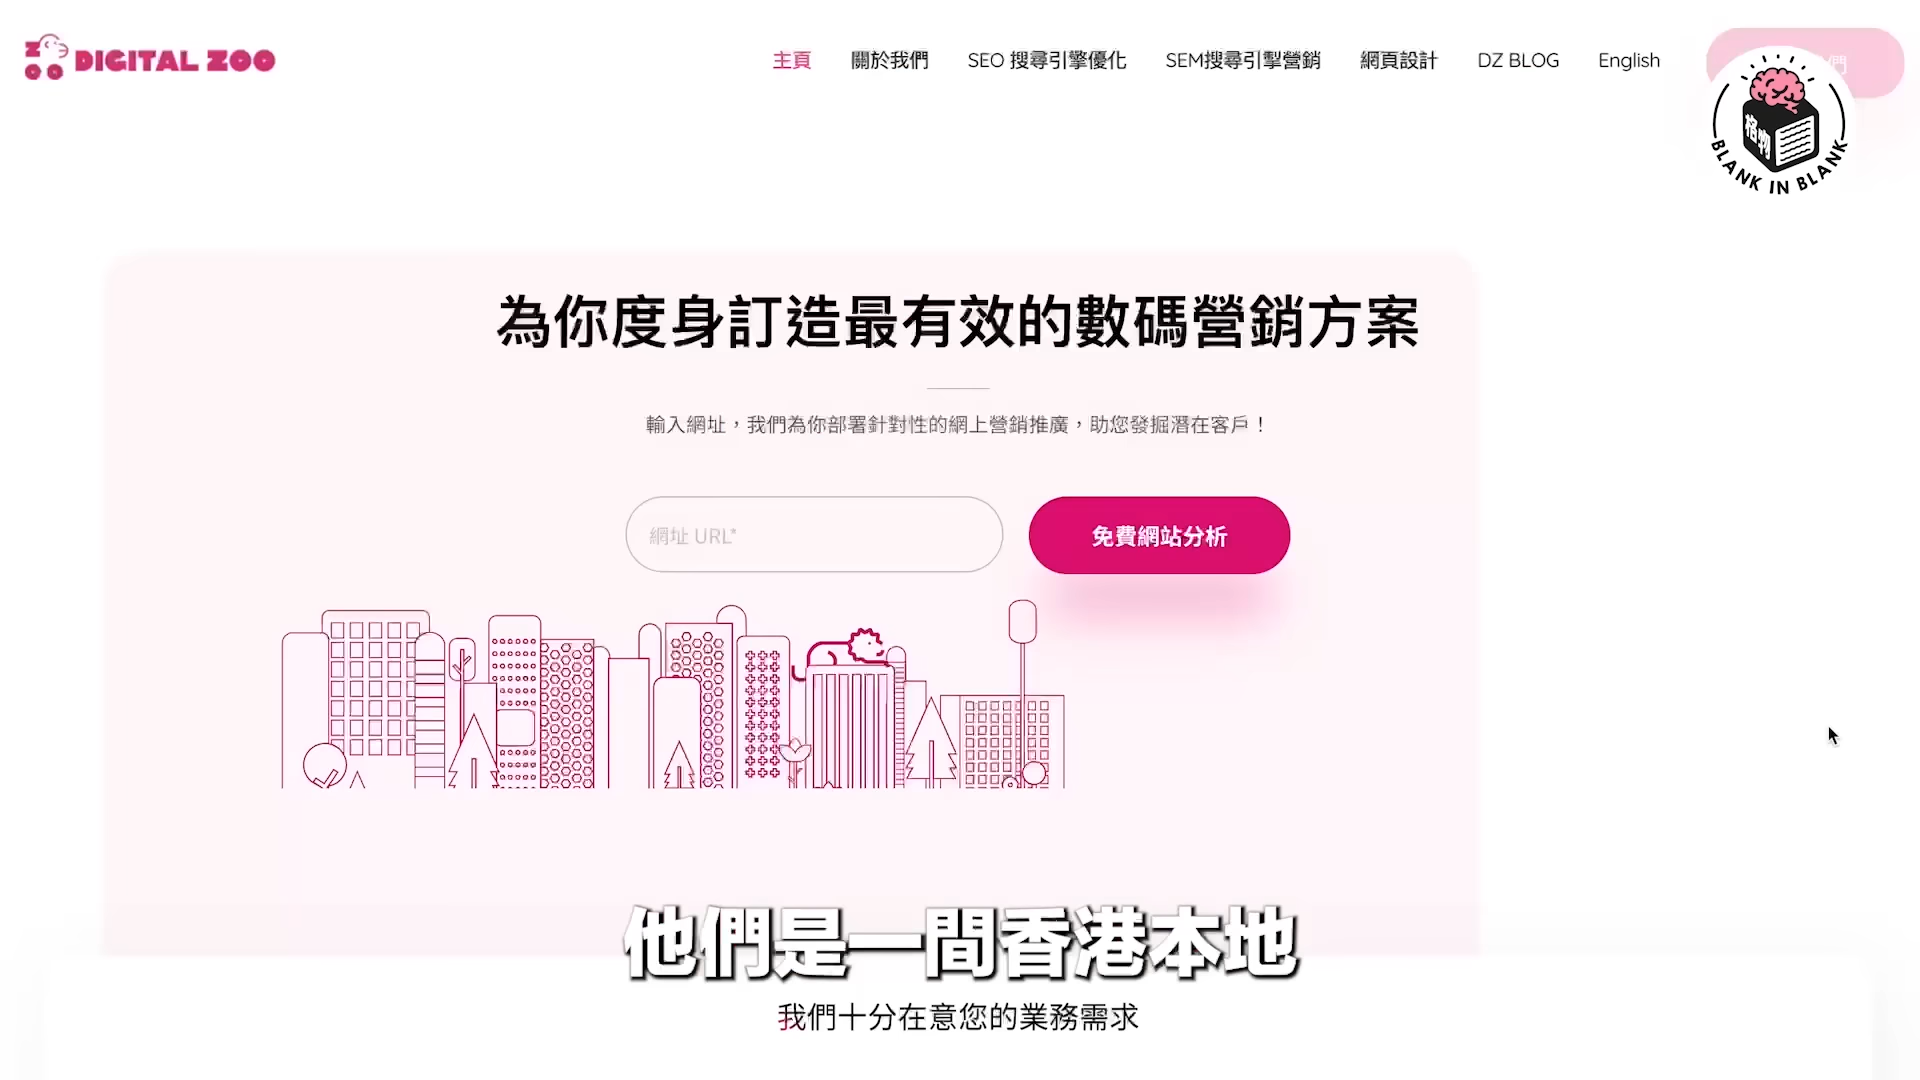 DIGITAL ZOO
主頁
關於我們
SEO 搜尋引擎優化
SEM搜尋引掣營銷
網頁設計
DZ BLOG
English
們
格物
BLANK IN BLANK
為你度身訂造最有效的數碼營銷方案
輸入網址，我們為你部署針對性的網上營銷推廣，助您發掘潛在客戶！
網址 URL*
免費網站分析
他們是一間香港本地
我們十分在意您的業務需求